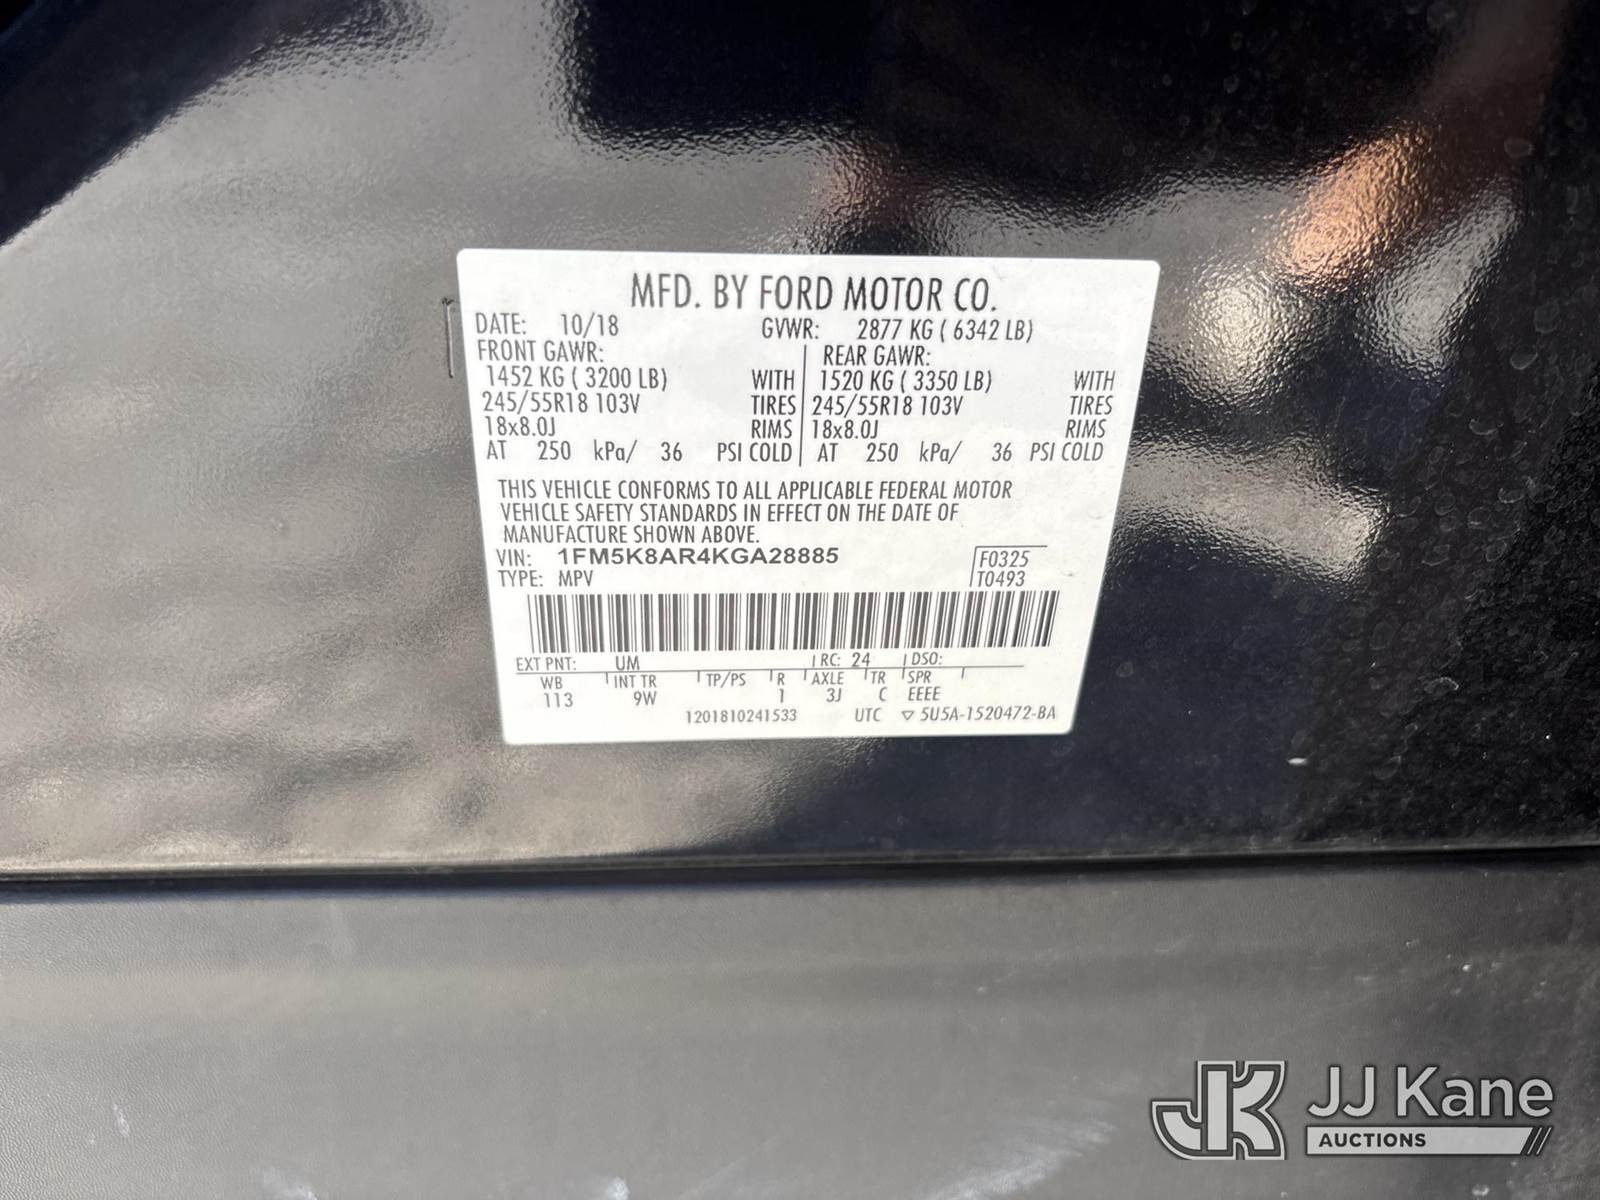 MFD. BY FORD MOTOR CO.
DATE: 10/18 GVWR: 2877 KG ( 6342 LB)
FRONT GAWR: REAR GAWR:
1452 KG ( 3200 LB) WITH 1520 KG ( 3350 LB) WITH
245/55R18 103V TIRES 245/55R18 103V TIRES
18x8.0J RIMS 18x8.0J RIMS
AT 250 kPa/ 36 PSI COLD AT 250 kPa/ 36 PSI COLD
THIS VEHICLE CONFORMS TO ALL APPLICABLE FEDERAL MOTOR
VEHICLE SAFETY STANDARDS IN EFFECT ON THE DATE OF
MANUFACTURE SHOWN ABOVE.
VIN: 1FM5K8AR4KGA28885 F0325
TYPE: MPV T0493
EXT PNT: UM RC: 24 DSO:
WB INT TR TP/PS R AXLE TR SPR
113 9W 1 3J C EEEE
1201810241533 UTC ▽ 5U5A-1520472-BA
JK JJ Kane
AUCTIONS